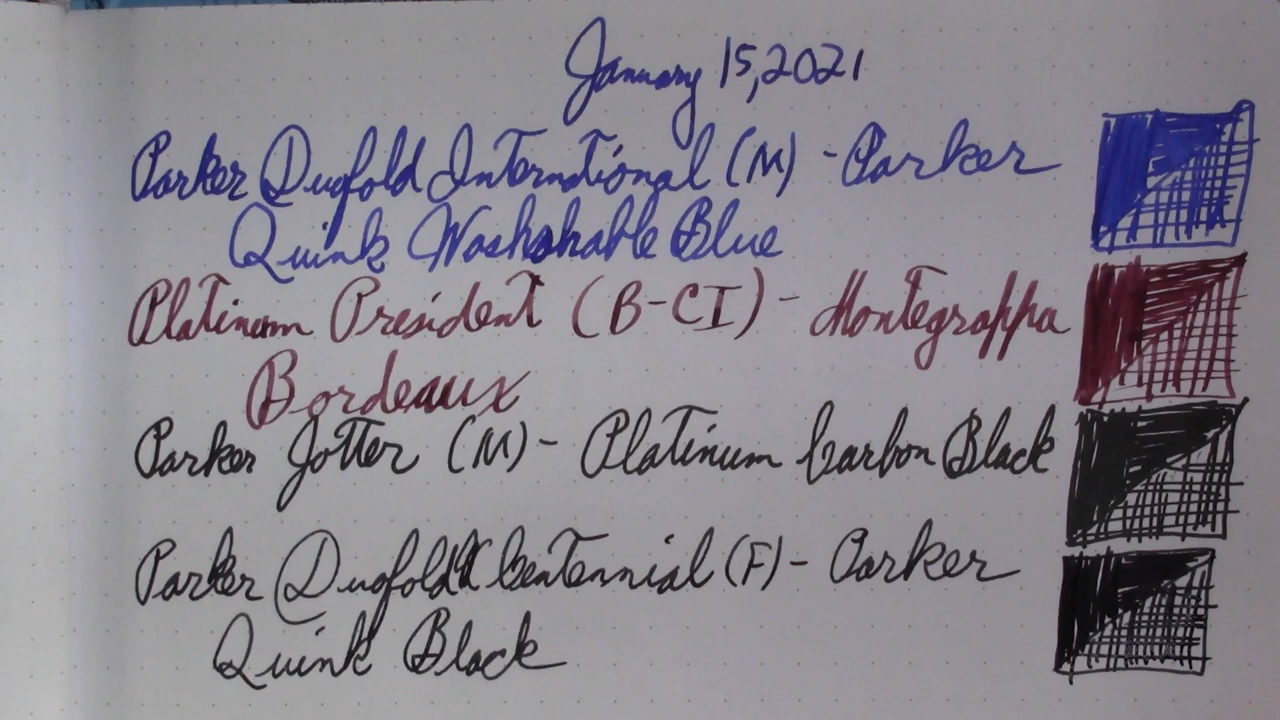 January 15, 2021
Parker Duofold International (M) - Parker
Quink Washahable Blue
Platinum President (B-CI) - Montegrappa
Bordeaux
Parker Jotter (M) - Platinum Carbon Black
Parker Duofold Centennial (F) - Parker
Quink Black